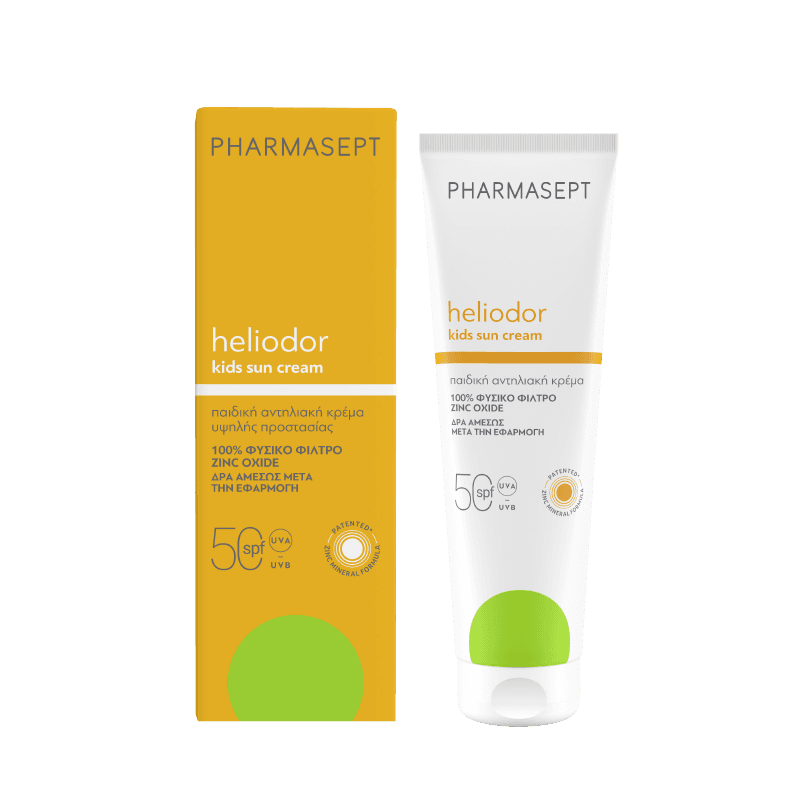 PHARMASEPT
heliodor
kids sun cream
παιδική αντηλιακή κρέμα
υψηλής προστασίας
100% ΦΥΣΙΚΟ ΦΙΛΤΡΟ
ZINC OXIDE
ΔΡΑ ΑΜΕΣΩΣ ΜΕΤΑ
ΤΗΝ ΕΦΑΡΜΟΓΗ
50 spf UVA
–
UVB
PATENTED*
ZINC MINERAL FORMULA
PHARMASEPT
heliodor
kids sun cream
παιδική αντηλιακή κρέμα
100% ΦΥΣΙΚΟ ΦΙΛΤΡΟ
ZINC OXIDE
ΔΡΑ ΑΜΕΣΩΣ
ΜΕΤΑ ΤΗΝ ΕΦΑΡΜΟΓΗ
50 spf UVA
–
UVB
PATENTED*
ZINC MINERAL FORMULA